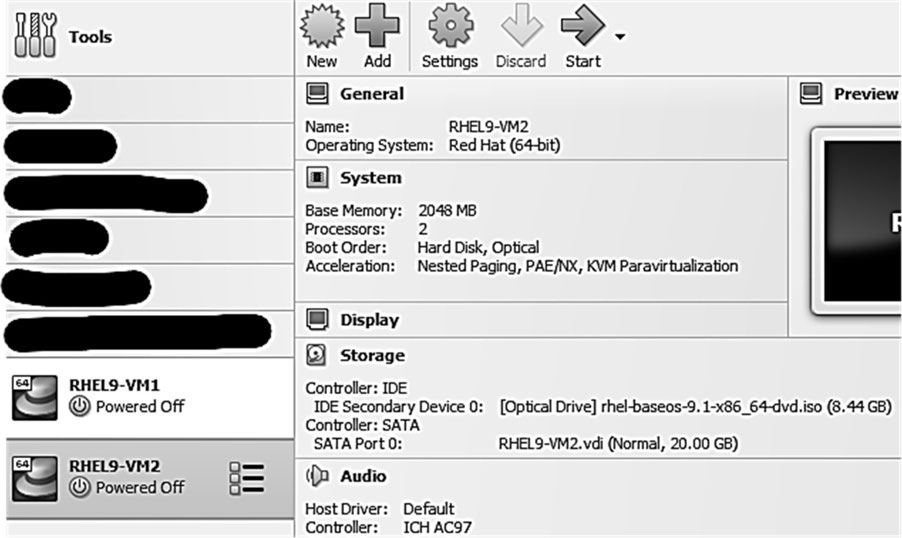 Tools
New Add Settings Discard Start
General
Name: RHEL9-VM2
Operating System: Red Hat (64-bit)
System
Base Memory: 2048 MB
Processors: 2
Boot Order: Hard Disk, Optical
Acceleration: Nested Paging, PAE/NX, KVM Paravirtualization
Display
Storage
Controller: IDE
IDE Secondary Device 0: [Optical Drive] rhel-baseos-9.1-x86_64-dvd.iso (8.44 GB)
Controller: SATA
SATA Port 0: RHEL9-VM2.vdi (Normal, 20.00 GB)
Audio
Host Driver: Default
Controller: ICH AC97
Preview
64
RHEL9-VM1
Powered Off
64
RHEL9-VM2
Powered Off